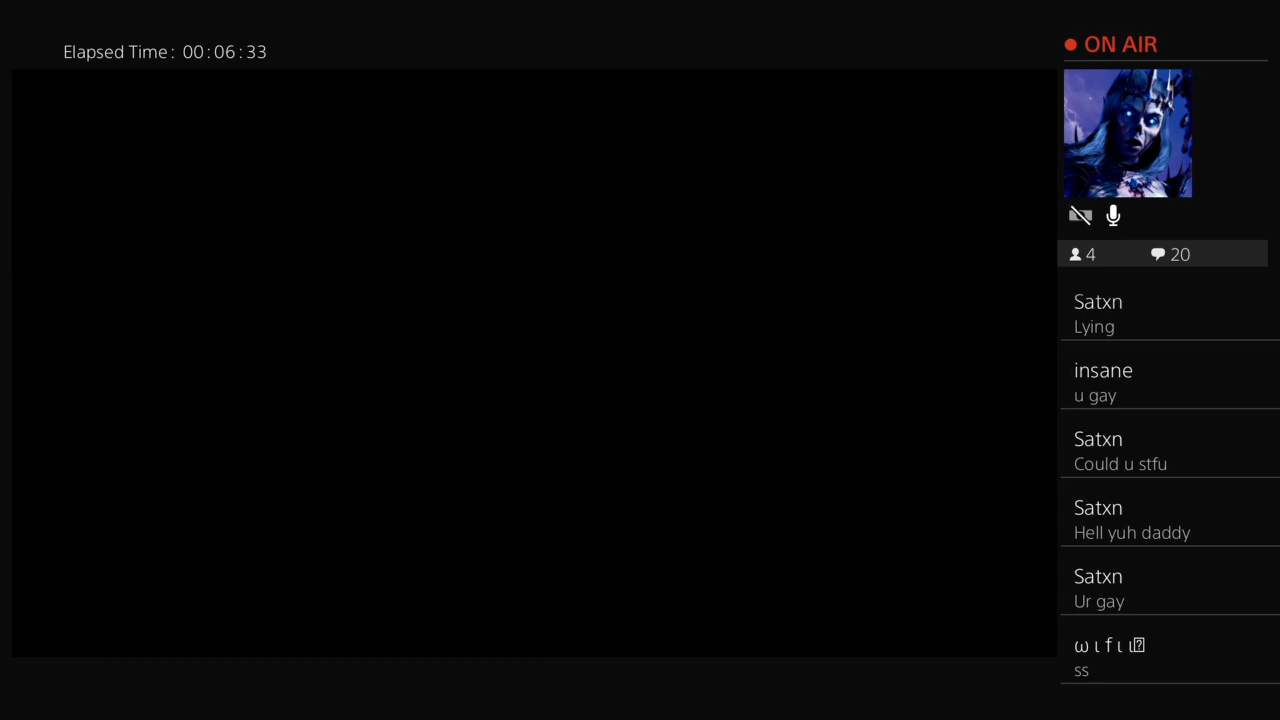 Elapsed Time: 00:06:33
ON AIR
4 20
Satxn
Lying
insane
u gay
Satxn
Could u stfu
Satxn
Hell yuh daddy
Satxn
Ur gay
ωιfιι
ss